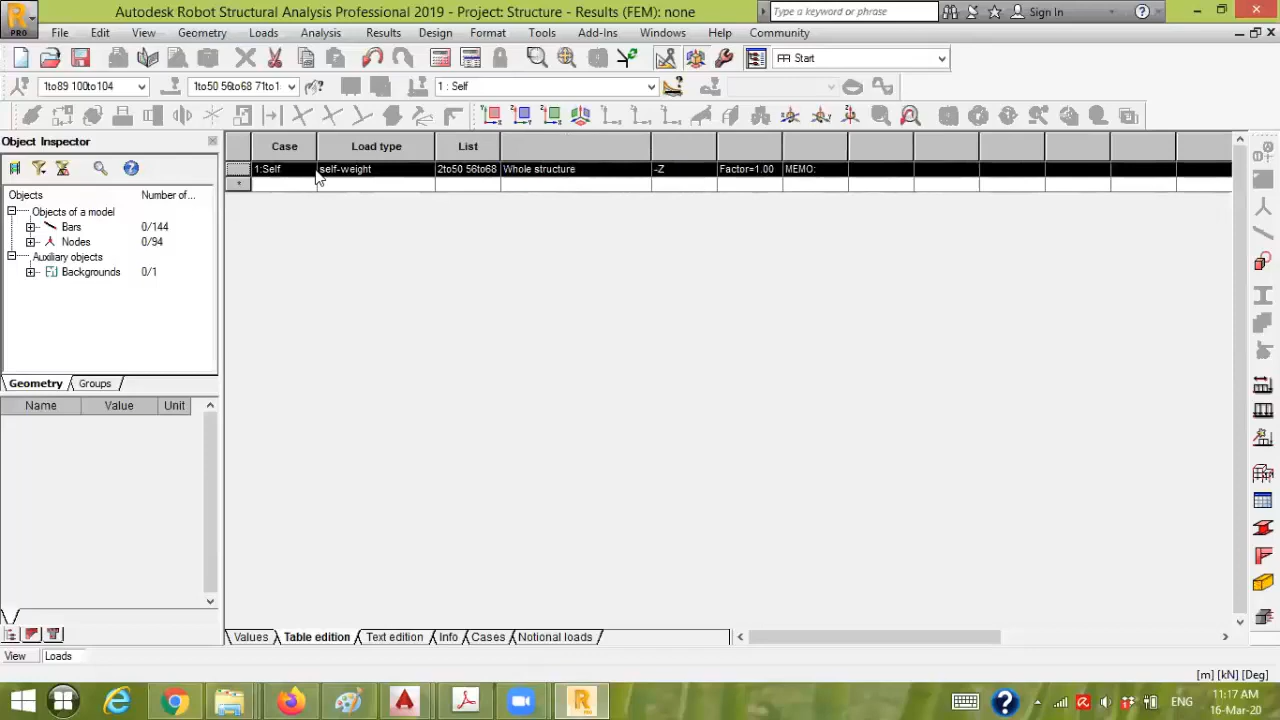 Autodesk Robot Structural Analysis Professional 2019 - Project: Structure - Results (FEM): none
Type a keyword or phrase
Sign In
PRO
File Edit View Geometry Loads Analysis Results Design Format Tools Add-Ins Windows Help Community
Start
1to89 100to104
1to50 56to68 71to1
1 : Self
Object Inspector
Case Load type List
1:Self self-weight 2to50 56to68 Whole structure -Z Factor=1.00 MEMO:
*
Objects Number of...
Objects of a model
Bars 0/144
Nodes 0/94
Auxiliary objects
Backgrounds 0/1
Geometry Groups
Name Value Unit
Values Table edition Text edition Info Cases Notional loads
View Loads
[m] [kN] [Deg]
ENG
11:17 AM
16-Mar-20